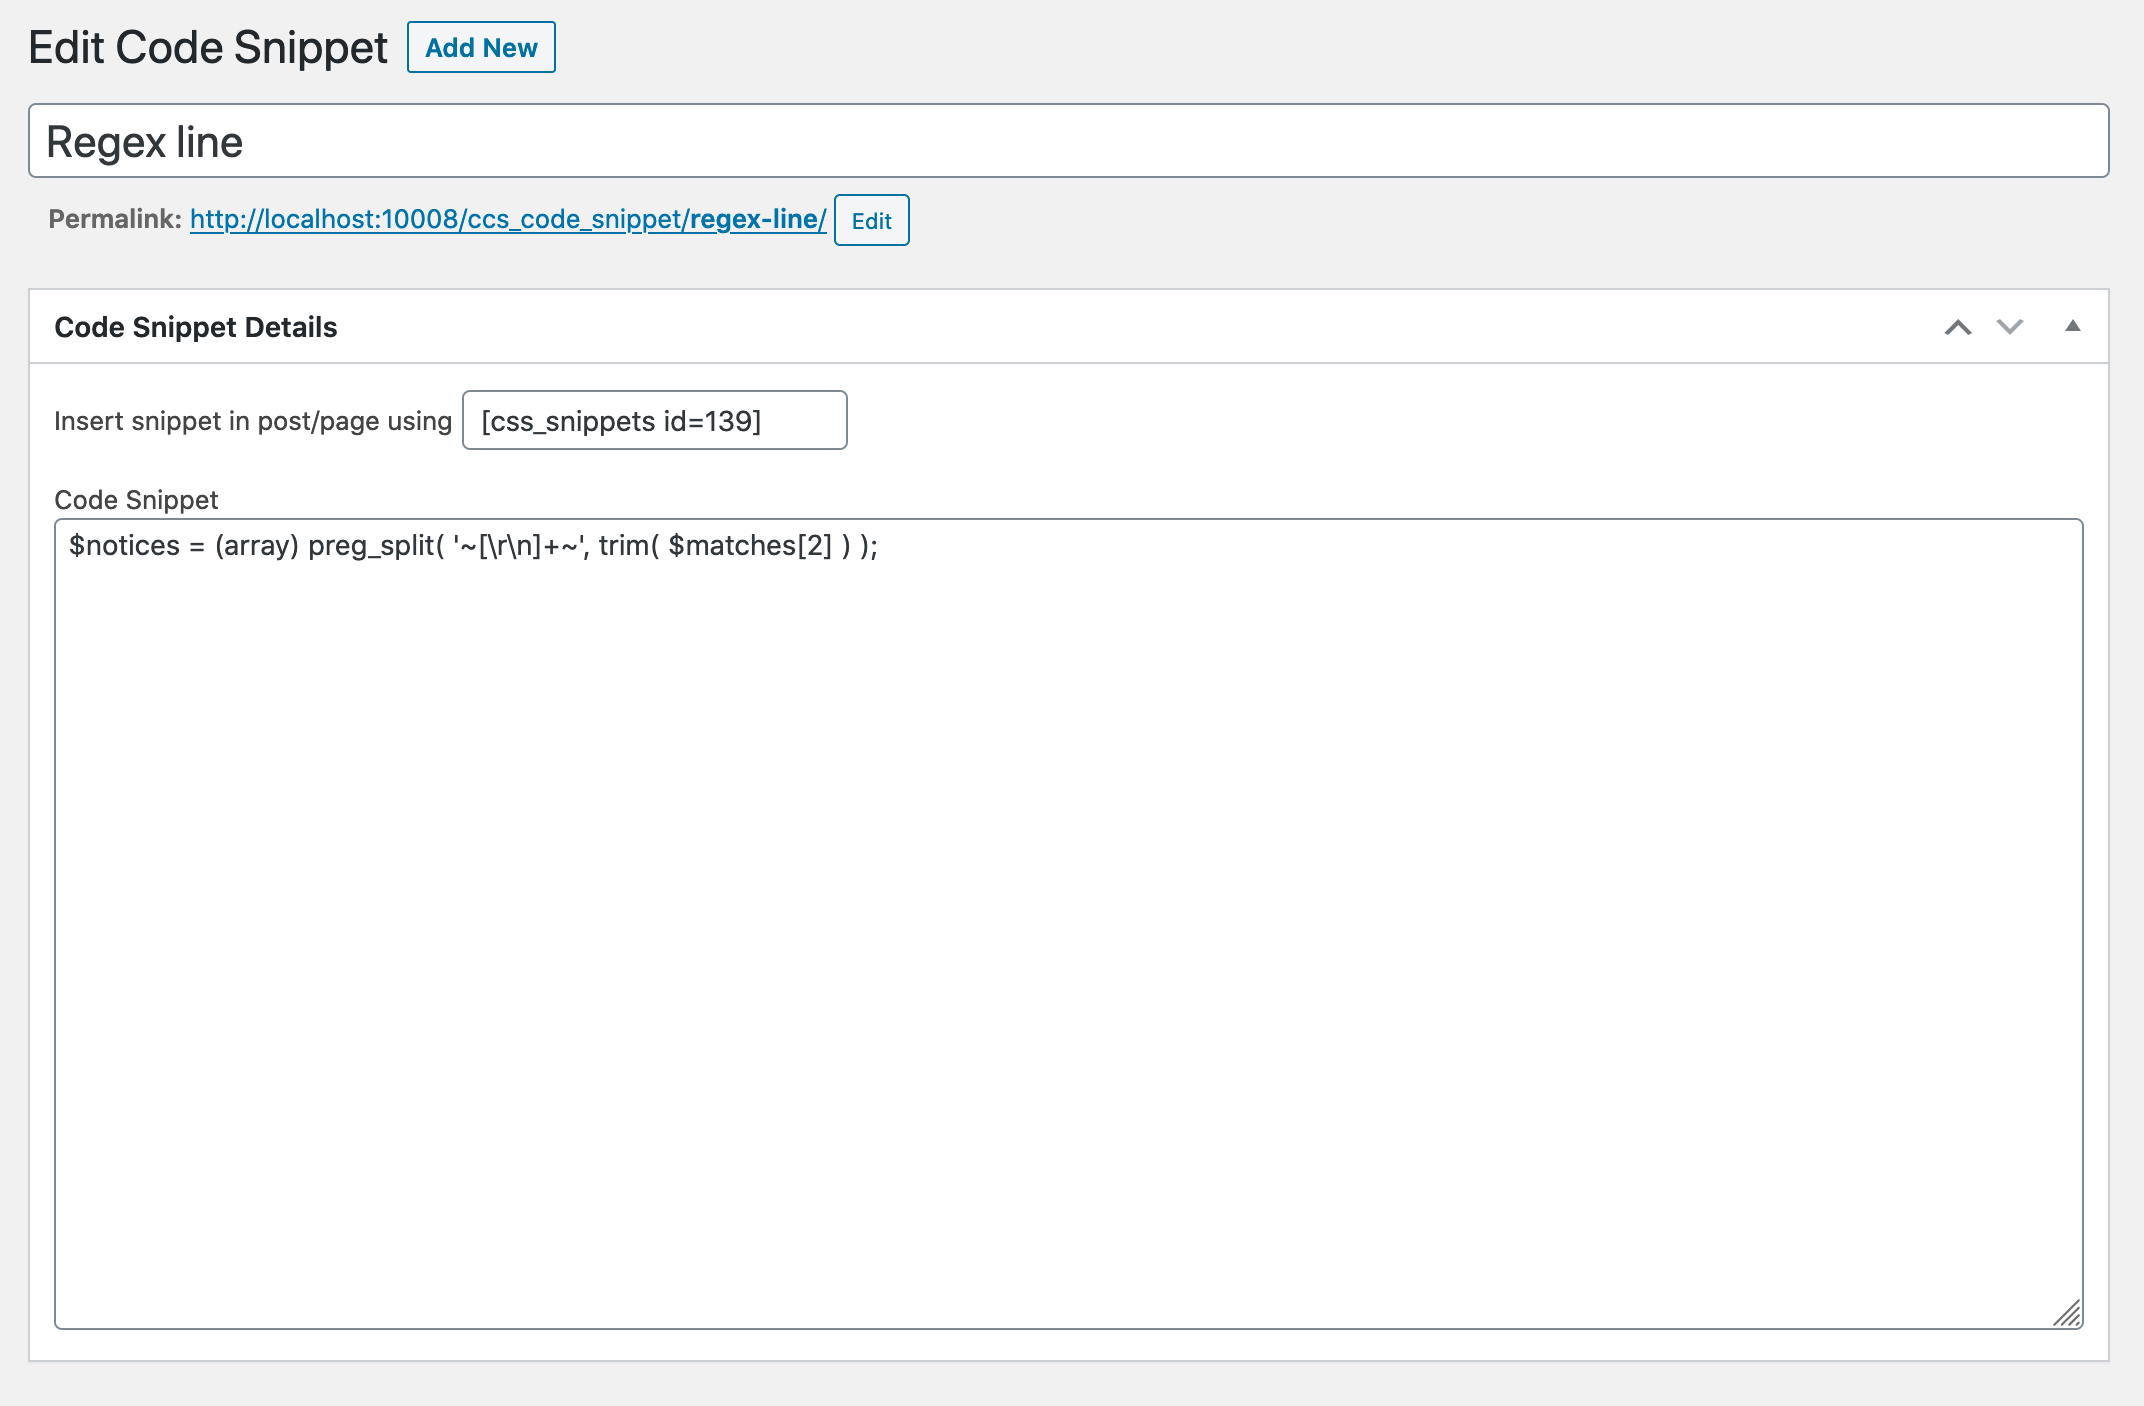 Edit Code Snippet Add New
Regex line
Permalink: http://localhost:10008/ccs_code_snippet/regex-line/ Edit
Code Snippet Details
Insert snippet in post/page using [css_snippets id=139]
Code Snippet
$notices = (array) preg_split( '~[\r\n]+~', trim( $matches[2] ) );